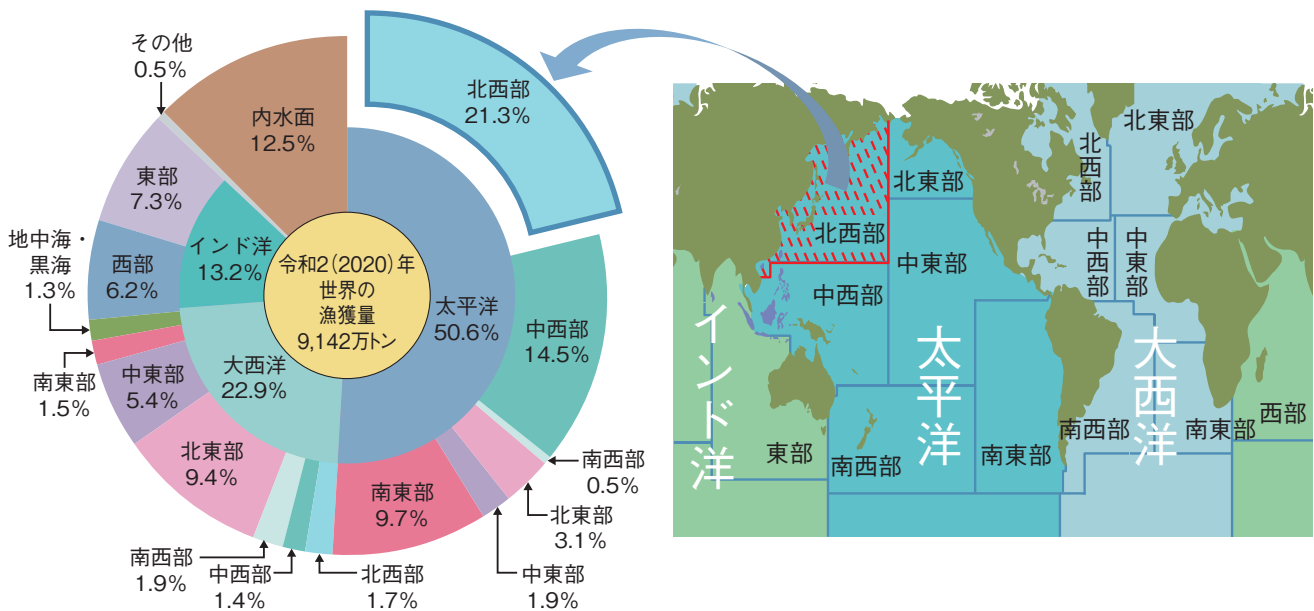 令和2(2020)年
世界の
漁獲量
9,142万トン
太平洋
50.6%
大西洋
22.9%
インド洋
13.2%
内水面
12.5%
その他
0.5%
北西部
21.3%
中西部
14.5%
南西部
0.5%
北東部
3.1%
中東部
1.9%
南東部
9.7%
北西部
1.7%
中西部
1.4%
南西部
1.9%
北東部
9.4%
中東部
5.4%
南東部
1.5%
地中海・
黒海
1.3%
西部
6.2%
東部
7.3%
北西部
北東部
中西部
中東部
南西部
南東部
太平洋
北西部
北東部
中西部
中東部
南西部
南東部
大西洋
インド洋
東部
西部